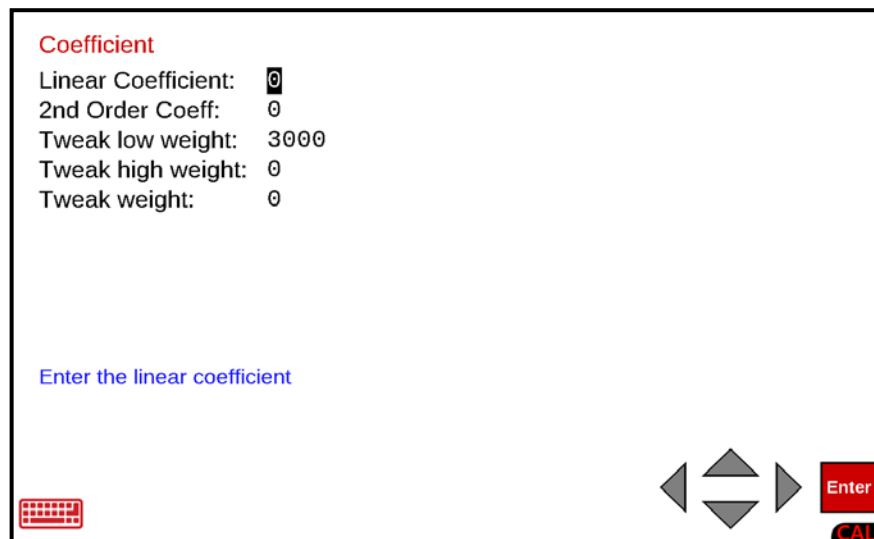 Coefficient
Linear Coefficient: 0
2nd Order Coeff: 0
Tweak low weight: 3000
Tweak high weight: 0
Tweak weight: 0
Enter the linear coefficient
Enter
CAL